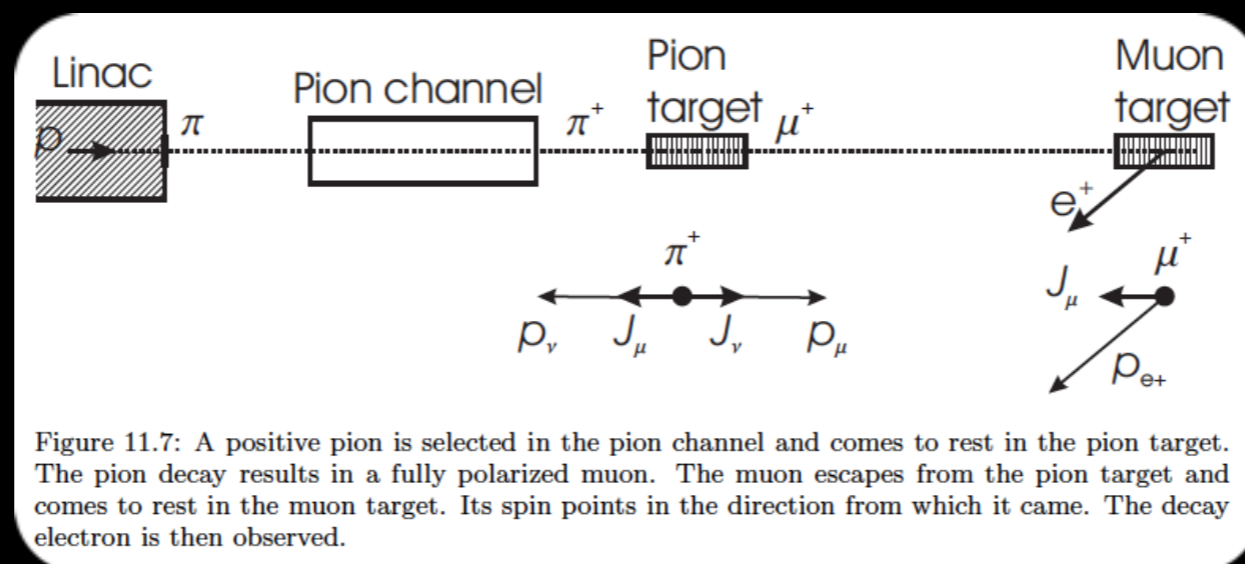 Linac
Pion channel
Pion
target
Muon
target
p
π
π⁺
μ⁺
e⁺
π⁺
μ⁺
J_μ
p_ν
J_μ
J_ν
p_μ
p_e+
Figure 11.7: A positive pion is selected in the pion channel and comes to rest in the pion target.
The pion decay results in a fully polarized muon. The muon escapes from the pion target and
comes to rest in the muon target. Its spin points in the direction from which it came. The decay
electron is then observed.